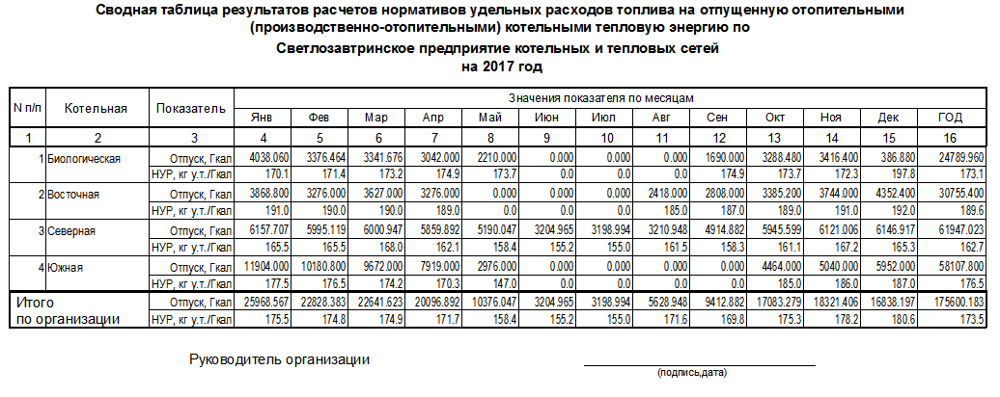 Сводная таблица результатов расчетов нормативов удельных расходов топлива на отпущенную отопительными
(производственно-отопительными) котельными тепловую энергию по
Светлозавтринское предприятие котельных и тепловых сетей
на 2017 год
N п/п Котельная Показатель Значения показателя по месяцам
Янв Фев Мар Апр Май Июн Июл Авг Сен Окт Ноя Дек ГОД
1 2 3 4 5 6 7 8 9 10 11 12 13 14 15 16
1 Биологическая Отпуск, Гкал 4038.060 3376.464 3341.676 3042.000 2210.000 0.000 0.000 0.000 1690.000 3288.480 3416.400 386.880 24789.960
НУР, кг у.т./Гкал 170.1 171.4 173.2 174.9 173.7 0.0 0.0 0.0 174.9 173.7 172.3 197.8 173.1
2 Восточная Отпуск, Гкал 3868.800 3276.000 3627.000 3276.000 0.000 0.000 0.000 2418.000 2808.000 3385.200 3744.000 4352.400 30755.400
НУР, кг у.т./Гкал 191.0 190.0 190.0 189.0 0.0 0.0 0.0 185.0 187.0 189.0 191.0 192.0 189.6
3 Северная Отпуск, Гкал 6157.707 5995.119 6000.947 5859.892 5190.047 3204.965 3198.994 3210.948 4914.882 5945.599 6121.006 6146.917 61947.023
НУР, кг у.т./Гкал 165.5 165.5 168.0 162.1 158.4 155.2 155.0 161.5 158.3 161.1 167.2 165.3 162.7
4 Южная Отпуск, Гкал 11904.000 10180.800 9672.000 7919.000 2976.000 0.000 0.000 0.000 0.000 4464.000 5040.000 5952.000 58107.800
НУР, кг у.т./Гкал 177.5 176.5 174.2 170.3 147.0 0.0 0.0 0.0 0.0 185.0 186.0 187.0 176.5
Итого Отпуск, Гкал 25968.567 22828.383 22641.623 20096.892 10376.047 3204.965 3198.994 5628.948 9412.882 17083.279 18321.406 16838.197 175600.183
по организации НУР, кг у.т./Гкал 175.5 174.8 174.9 171.7 158.4 155.2 155.0 171.6 169.8 175.3 178.2 180.6 173.5
Руководитель организации
(подпись,дата)